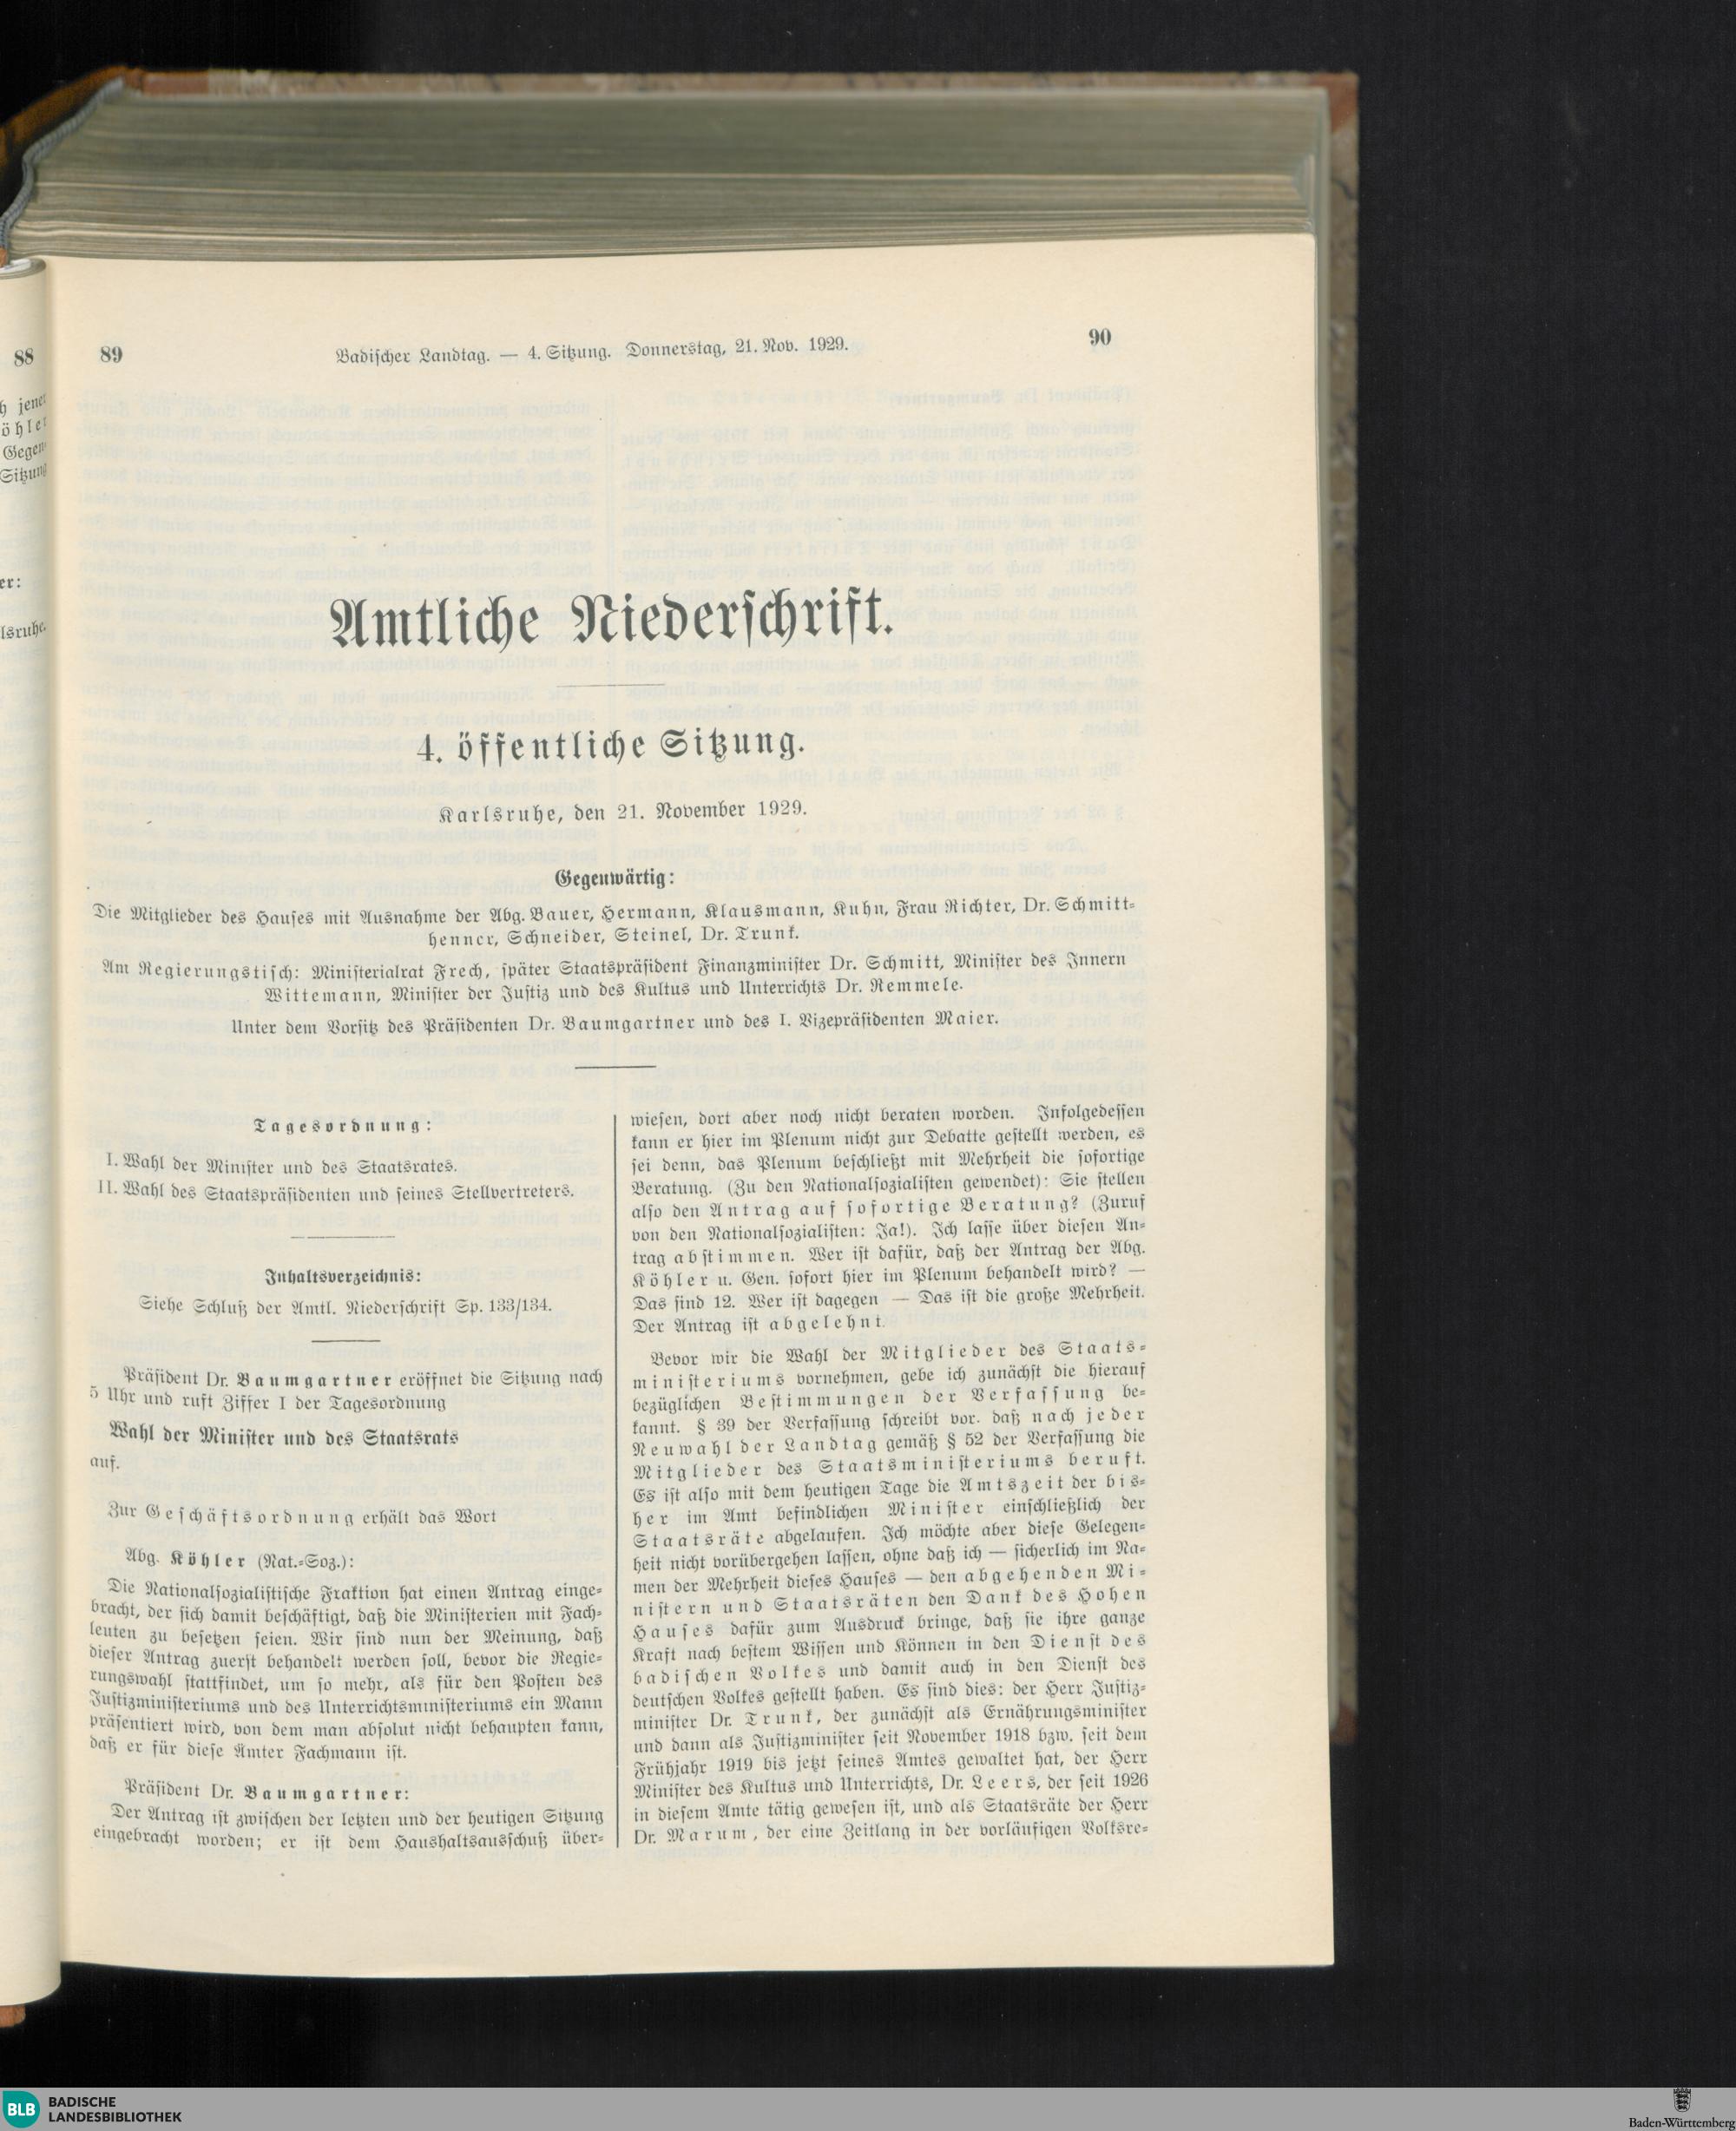 88
h jener
öhler
Gegen-
Sitzung
er:
lsruhe.
89
Badischer Landtag. — 4. Sitzung. Donnerstag, 21. Nov. 1929.
90
Amtliche Niederschrift.
4. öffentliche Sitzung.
Karlsruhe, den 21. November 1929.
Gegenwärtig:
Die Mitglieder des Hauses mit Ausnahme der Abg. Bauer, Hermann, Klausmann, Kuhn, Frau Richter, Dr. Schmitt-
henner, Schneider, Steinel, Dr. Trunk.
Am Regierungstisch: Ministerialrat Frech, später Staatspräsident Finanzminister Dr. Schmitt, Minister des Innern
Wittemann, Minister der Justiz und des Kultus und Unterrichts Dr. Remmele.
Unter dem Vorsitz des Präsidenten Dr. Baumgartner und des I. Vizepräsidenten Maier.
Tagesordnung:
I. Wahl der Minister und des Staatsrates.
II. Wahl des Staatspräsidenten und seines Stellvertreters.
Inhaltsverzeichnis:
Siehe Schluß der Amtl. Niederschrift Sp. 133/134.
Präsident Dr. Baumgartner eröffnet die Sitzung nach
5 Uhr und ruft Ziffer I der Tagesordnung
Wahl der Minister und des Staatsrats
auf.
Zur Geschäftsordnung erhält das Wort
Abg. Köhler (Nat.-Soz.):
Die Nationalsozialistische Fraktion hat einen Antrag einge-
bracht, der sich damit beschäftigt, daß die Ministerien mit Fach-
leuten zu besetzen seien. Wir sind nun der Meinung, daß
dieser Antrag zuerst behandelt werden soll, bevor die Regie-
rungswahl stattfindet, um so mehr, als für den Posten des
Justizministeriums und des Unterrichtsministeriums ein Mann
präsentiert wird, von dem man absolut nicht behaupten kann,
daß er für diese Ämter Fachmann ist.
Präsident Dr. Baumgartner:
Der Antrag ist zwischen der letzten und der heutigen Sitzung
eingebracht worden; er ist dem Haushaltsausschuß über-
wiesen, dort aber noch nicht beraten worden. Infolgedessen
kann er hier im Plenum nicht zur Debatte gestellt werden, es
sei denn, das Plenum beschließt mit Mehrheit die sofortige
Beratung. (Zu den Nationalsozialisten gewendet): Sie stellen
also den Antrag auf sofortige Beratung? (Zuruf
von den Nationalsozialisten: Ja!). Ich lasse über diesen An-
trag abstimmen. Wer ist dafür, daß der Antrag der Abg.
Köhler u. Gen. sofort hier im Plenum behandelt wird? —
Das sind 12. Wer ist dagegen — Das ist die große Mehrheit.
Der Antrag ist abgelehnt.
Bevor wir die Wahl der Mitglieder des Staats-
ministeriums vornehmen, gebe ich zunächst die hierauf
bezüglichen Bestimmungen der Verfassung be-
kannt. § 39 der Verfassung schreibt vor. daß nach jeder
Neuwahl der Landtag gemäß § 52 der Verfassung die
Mitglieder des Staatsministeriums beruft.
Es ist also mit dem heutigen Tage die Amtszeit der bis-
her im Amt befindlichen Minister einschließlich der
Staatsräte abgelaufen. Ich möchte aber diese Gelegen-
heit nicht vorübergehen lassen, ohne daß ich — sicherlich im Na-
men der Mehrheit dieses Hauses — den abgehenden Mi-
nistern und Staatsräten den Dank des Hohen
Hauses dafür zum Ausdruck bringe, daß sie ihre ganze
Kraft nach bestem Wissen und Können in den Dienst des
badischen Volkes und damit auch in den Dienst des
deutschen Volkes gestellt haben. Es sind dies: der Herr Justiz-
minister Dr. Trunk, der zunächst als Ernährungsminister
und dann als Justizminister seit November 1918 bzw. seit dem
Frühjahr 1919 bis jetzt seines Amtes gewaltet hat, der Herr
Minister des Kultus und Unterrichts, Dr. Leers, der seit 1926
in diesem Amte tätig gewesen ist, und als Staatsräte der Herr
Dr. Marum, der eine Zeitlang in der vorläufigen Volksre-
BLB
BADISCHE
LANDESBIBLIOTHEK
Baden-Württemberg